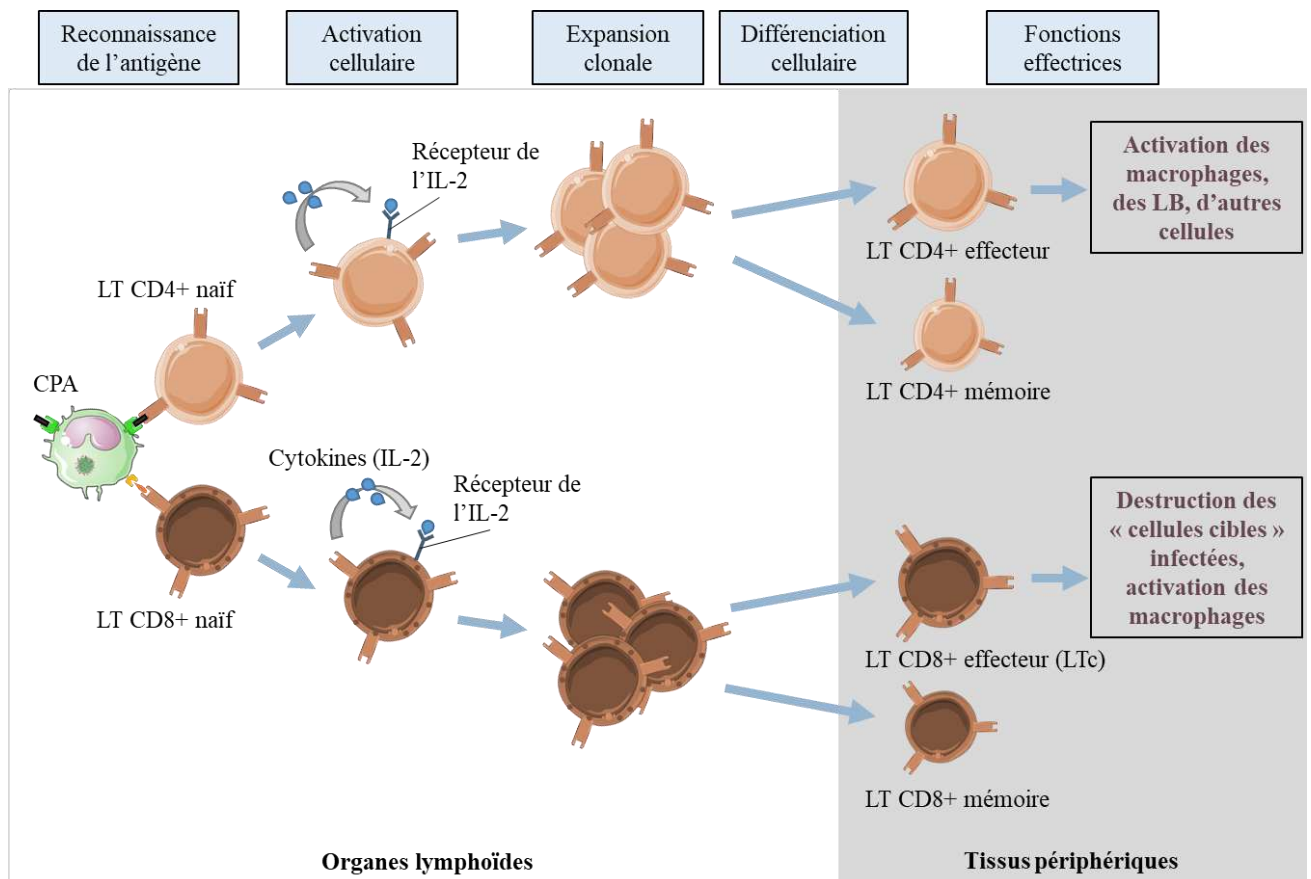 Reconnaissance
de l’antigène
Activation
cellulaire
Expansion
clonale
Différenciation
cellulaire
Fonctions
effectrices
Récepteur de
l’IL-2
LT CD4+ naïf
CPA
LT CD4+ effecteur
Activation des
macrophages,
des LB, d’autres
cellules
LT CD4+ mémoire
Cytokines (IL-2)
Récepteur de
l’IL-2
LT CD8+ naïf
LT CD8+ effecteur (LTc)
Destruction des
« cellules cibles »
infectées,
activation des
macrophages
LT CD8+ mémoire
Organes lymphoïdes
Tissus périphériques